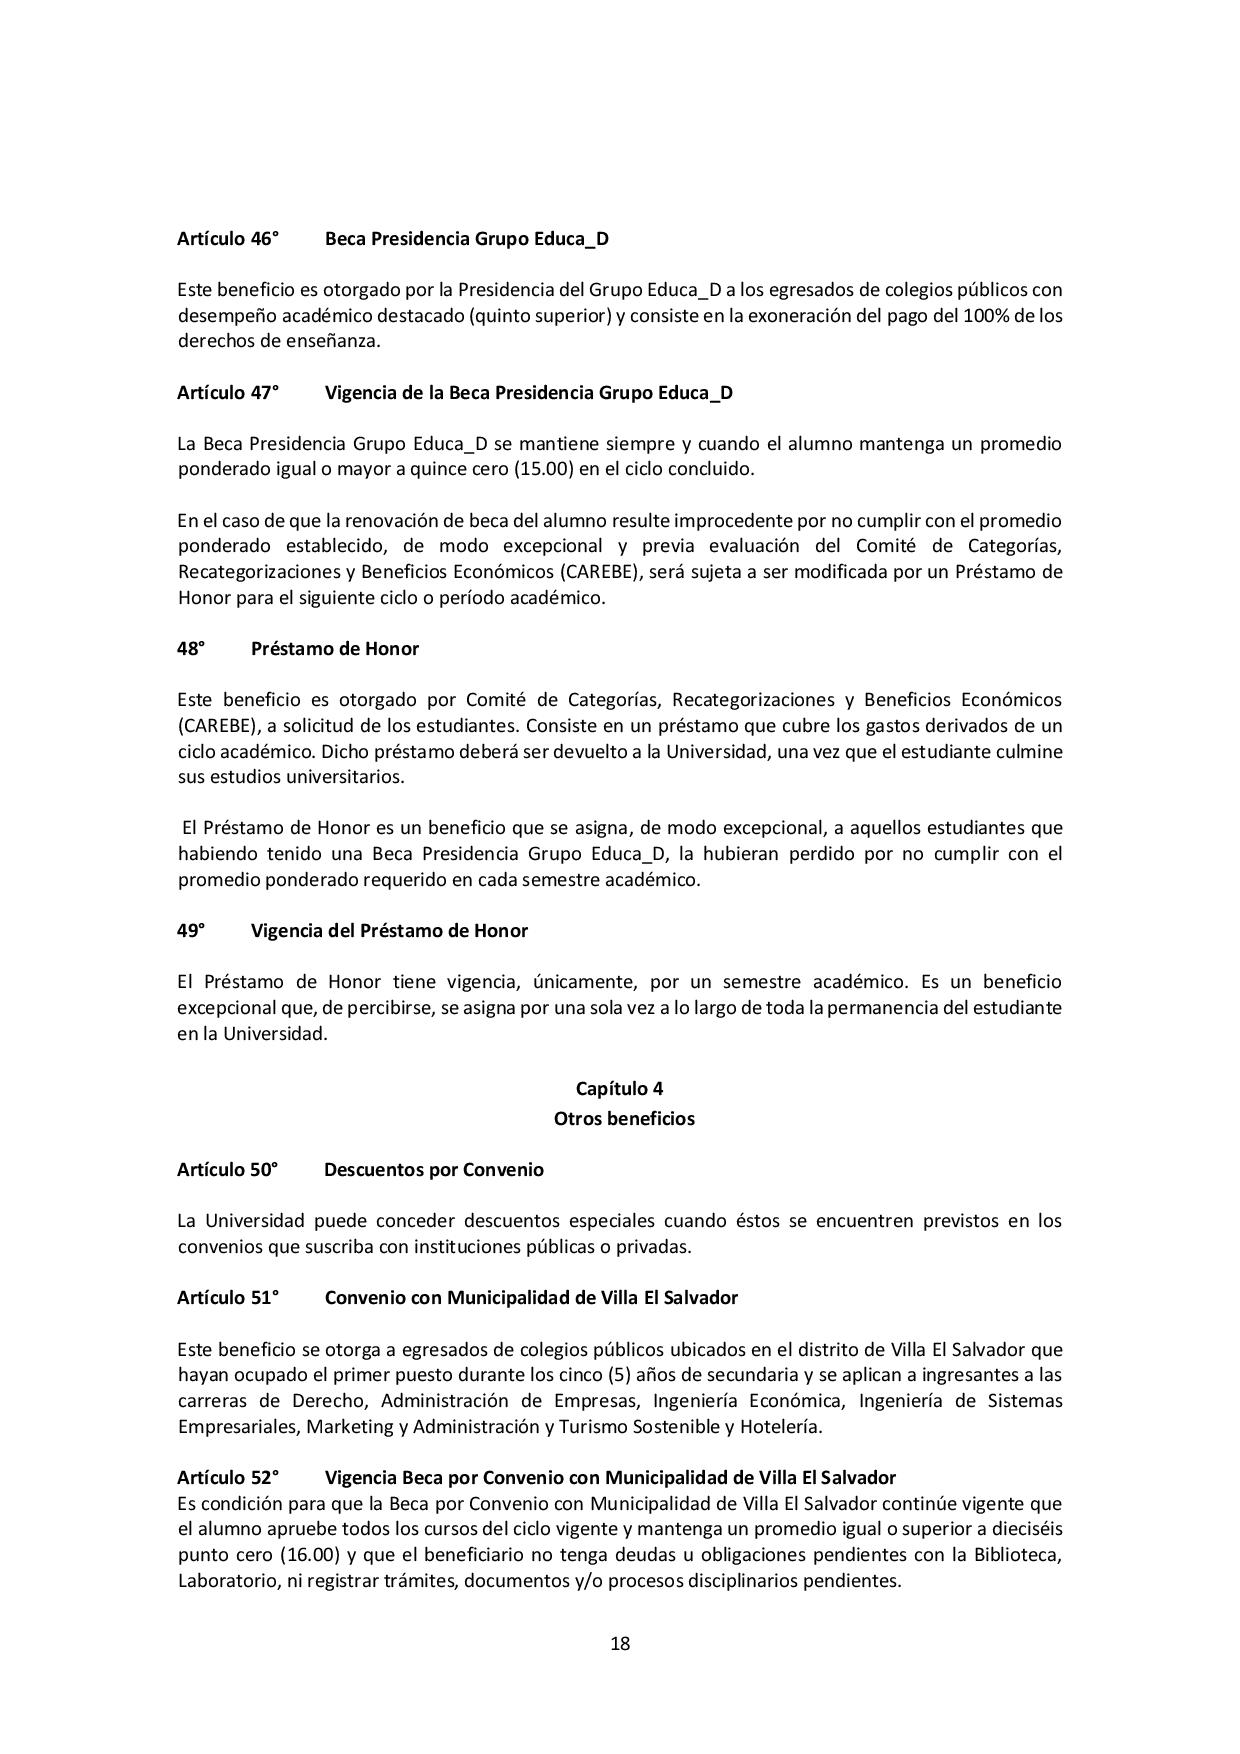 Artículo 46° Beca Presidencia Grupo Educa_D
Este beneficio es otorgado por la Presidencia del Grupo Educa_D a los egresados de colegios públicos con
desempeño académico destacado (quinto superior) y consiste en la exoneración del pago del 100% de los
derechos de enseñanza.
Artículo 47° Vigencia de la Beca Presidencia Grupo Educa_D
La Beca Presidencia Grupo Educa_D se mantiene siempre y cuando el alumno mantenga un promedio
ponderado igual o mayor a quince cero (15.00) en el ciclo concluido.
En el caso de que la renovación de beca del alumno resulte improcedente por no cumplir con el promedio
ponderado establecido, de modo excepcional y previa evaluación del Comité de Categorías,
Recategorizaciones y Beneficios Económicos (CAREBE), será sujeta a ser modificada por un Préstamo de
Honor para el siguiente ciclo o período académico.
48° Préstamo de Honor
Este beneficio es otorgado por Comité de Categorías, Recategorizaciones y Beneficios Económicos
(CAREBE), a solicitud de los estudiantes. Consiste en un préstamo que cubre los gastos derivados de un
ciclo académico. Dicho préstamo deberá ser devuelto a la Universidad, una vez que el estudiante culmine
sus estudios universitarios.
El Préstamo de Honor es un beneficio que se asigna, de modo excepcional, a aquellos estudiantes que
habiendo tenido una Beca Presidencia Grupo Educa_D, la hubieran perdido por no cumplir con el
promedio ponderado requerido en cada semestre académico.
49° Vigencia del Préstamo de Honor
El Préstamo de Honor tiene vigencia, únicamente, por un semestre académico. Es un beneficio
excepcional que, de percibirse, se asigna por una sola vez a lo largo de toda la permanencia del estudiante
en la Universidad.
Capítulo 4
Otros beneficios
Artículo 50° Descuentos por Convenio
La Universidad puede conceder descuentos especiales cuando éstos se encuentren previstos en los
convenios que suscriba con instituciones públicas o privadas.
Artículo 51° Convenio con Municipalidad de Villa El Salvador
Este beneficio se otorga a egresados de colegios públicos ubicados en el distrito de Villa El Salvador que
hayan ocupado el primer puesto durante los cinco (5) años de secundaria y se aplican a ingresantes a las
carreras de Derecho, Administración de Empresas, Ingeniería Económica, Ingeniería de Sistemas
Empresariales, Marketing y Administración y Turismo Sostenible y Hotelería.
Artículo 52° Vigencia Beca por Convenio con Municipalidad de Villa El Salvador
Es condición para que la Beca por Convenio con Municipalidad de Villa El Salvador continúe vigente que
el alumno apruebe todos los cursos del ciclo vigente y mantenga un promedio igual o superior a dieciséis
punto cero (16.00) y que el beneficiario no tenga deudas u obligaciones pendientes con la Biblioteca,
Laboratorio, ni registrar trámites, documentos y/o procesos disciplinarios pendientes.
18